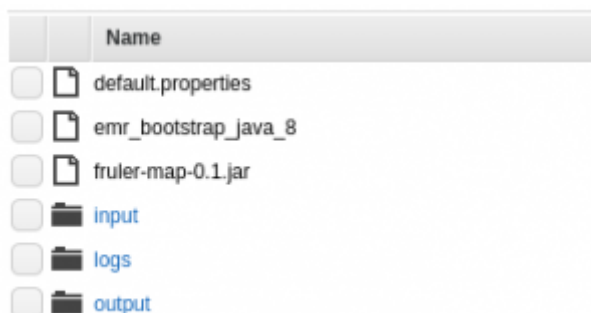 Name
default.properties
emr_bootstrap_java_8
fruler-map-0.1.jar
input
logs
output